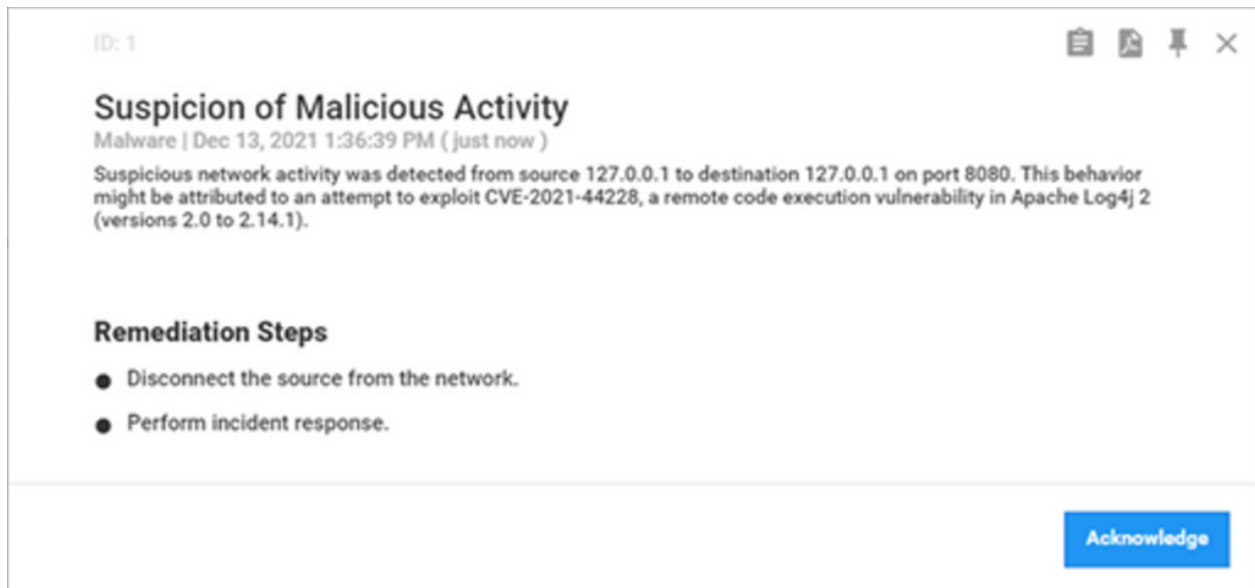 ID: 1
Suspicion of Malicious Activity
Malware | Dec 13, 2021 1:36:39 PM ( just now )
Suspicious network activity was detected from source 127.0.0.1 to destination 127.0.0.1 on port 8080. This behavior
might be attributed to an attempt to exploit CVE-2021-44228, a remote code execution vulnerability in Apache Log4j 2
(versions 2.0 to 2.14.1).
Remediation Steps
● Disconnect the source from the network.
● Perform incident response.
Acknowledge